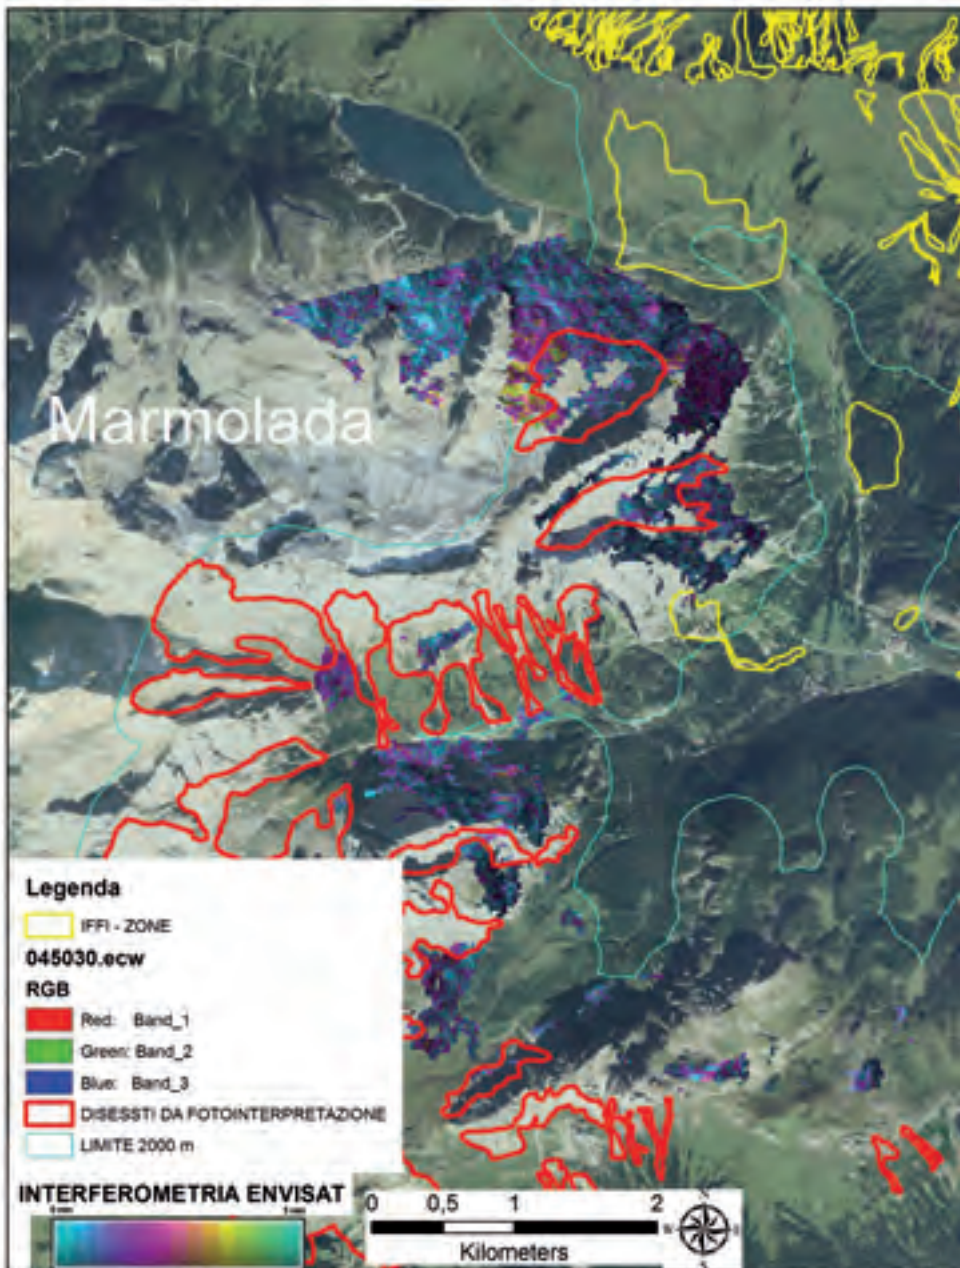 Marmolada
Legenda
IFFI - ZONE
045030.ecw
RGB
Red: Band_1
Green: Band_2
Blue: Band_3
DISESSTI DA FOTOINTERPRETAZIONE
LIMITE 2000 m
INTERFEROMETRIA ENVISAT
0 0,5 1 2
Kilometers